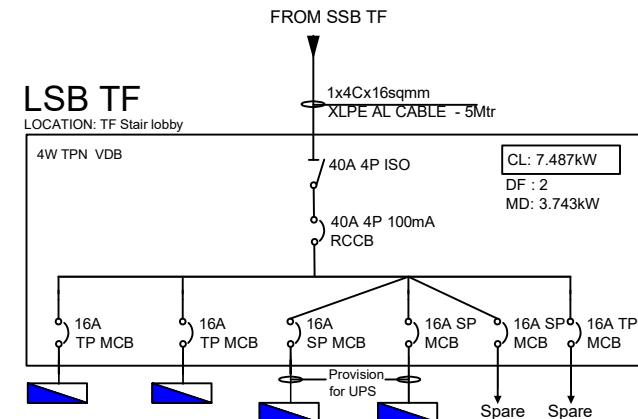 FROM SSB TF
1x4Cx16sqmm
XLPE AL CABLE - 5Mtr
LSB TF
LOCATION: TF Stair lobby
4W TPN VDB
40A 4P ISO
CL: 7.487kW
DF : 2
MD: 3.743kW
40A 4P 100mA
RCCB
16A
TP MCB
16A
TP MCB
16A
SP MCB
16A SP
MCB
16A SP
MCB
16A TP
MCB
Provision
for UPS
Spare
Spare